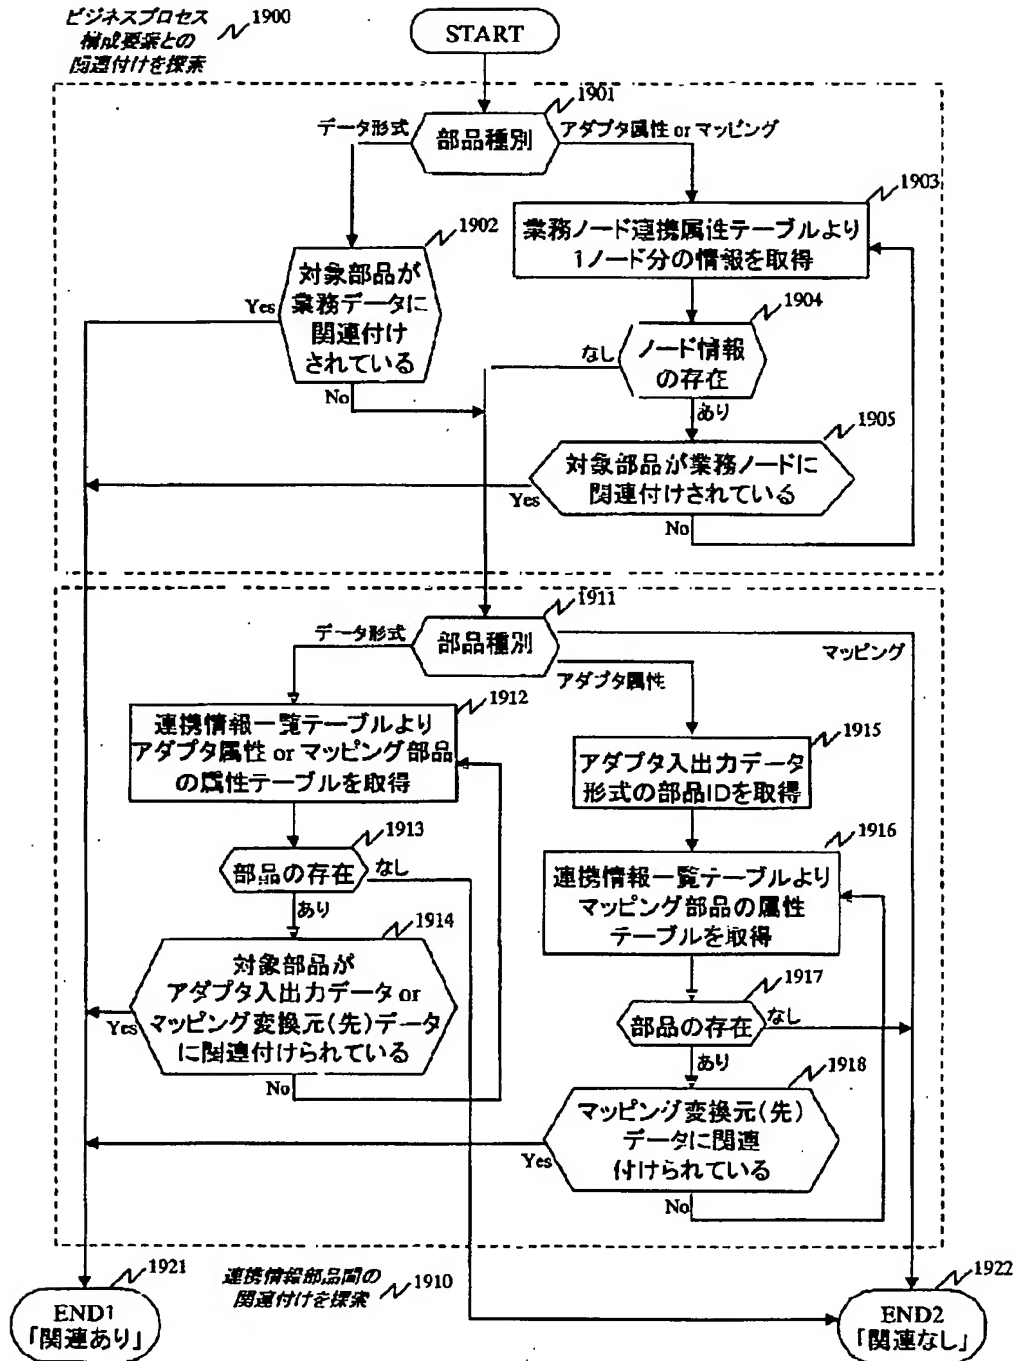 ビジネスプロセス
構成要素との
関連付けを探索
1900
START
1901
データ形式
部品種別
アダプタ属性 or マッピング
1903
業務ノード連携属性テーブルより
1ノード分の情報を取得
1902
対象部品が
業務データに
関連付け
されている
Yes
No
1904
なし
ノード情報
の存在
あり
1905
対象部品が業務ノードに
関連付けされている
Yes
No
1911
データ形式
部品種別
マッピング
アダプタ属性
1912
連携情報一覧テーブルより
アダプタ属性 or マッピング部品
の属性テーブルを取得
1915
アダプタ入出力データ
形式の部品IDを取得
1913
部品の存在
なし
あり
1916
連携情報一覧テーブルより
マッピング部品の属性
テーブルを取得
1914
対象部品が
アダプタ入出力データ or
マッピング変換元(先)データ
に関連付けられている
Yes
No
1917
部品の存在
なし
あり
1918
マッピング変換元(先)
データに関連
付けられている
Yes
No
1921
END1
「関連あり」
連携情報部品間の
関連付けを探索
1910
1922
END2
「関連なし」